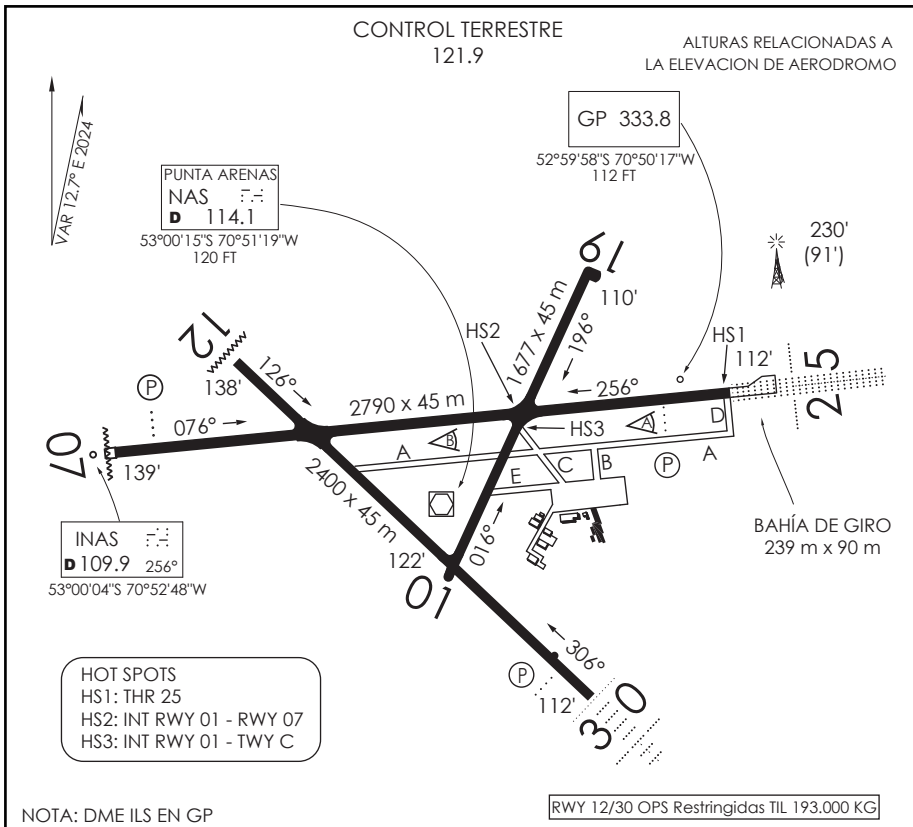 CONTROL TERRESTRE
121.9
ALTURAS RELACIONADAS A
LA ELEVACION DE AERODROMO
VAR 12.7° E 2024
GP 333.8
52°59'58"S 70°50'17"W
112 FT
PUNTA ARENAS
NAS
D 114.1
53°00'15"S 70°51'19"W
120 FT
230'
(91')
19
110'
1677 x 45 m
196°
HS2
HS1
112'
25
12
138'
126°
P
2790 x 45 m
256°
076°
07
139'
HS3
B
A
D
A
A
B
C
E
P
2400 x 45 m
016°
122'
01
BAHÍA DE GIRO
239 m x 90 m
INAS
D 109.9 256°
53°00'04"S 70°52'48"W
306°
P
112'
30
HOT SPOTS
HS1: THR 25
HS2: INT RWY 01 - RWY 07
HS3: INT RWY 01 - TWY C
NOTA: DME ILS EN GP
RWY 12/30 OPS Restringidas TIL 193.000 KG